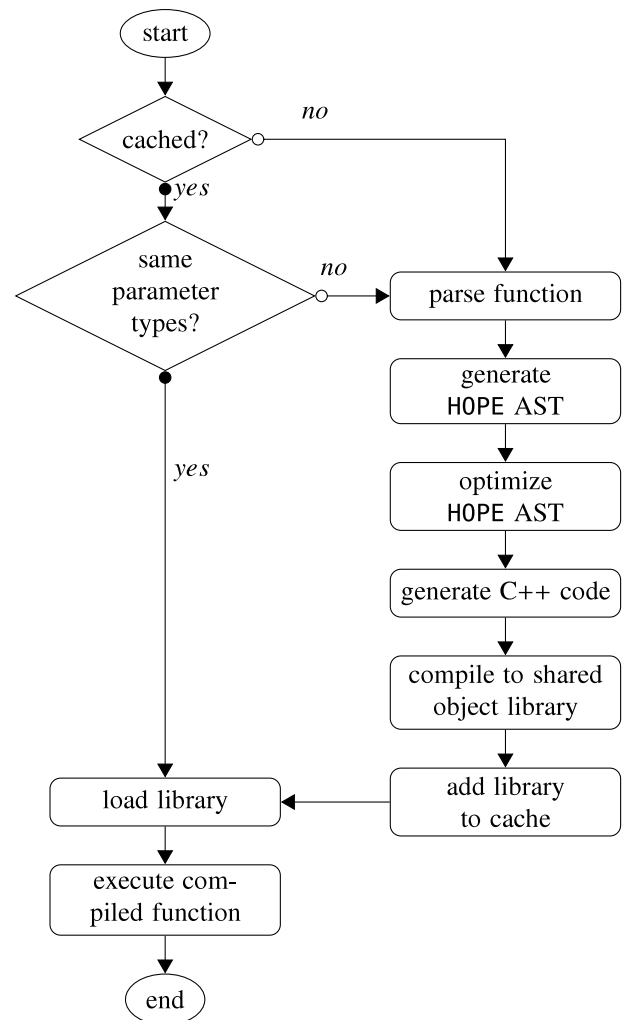 start
no
cached?
yes
same
parameter
types?
no
parse function
generate
HOPE AST
yes
optimize
HOPE AST
generate C++ code
compile to shared
object library
load library
add library
to cache
execute com-
piled function
end